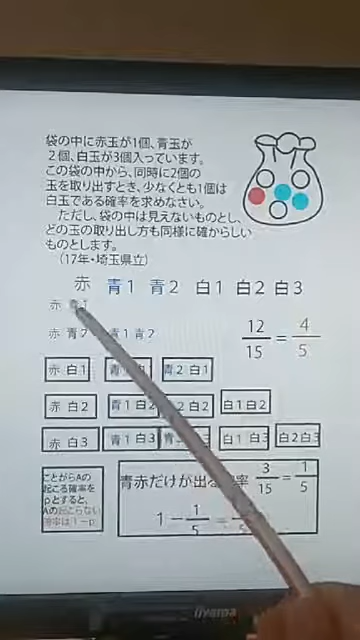 袋の中に赤玉が1個、青玉が
2個、白玉が3個入っています。
この袋の中から、同時に2個の
玉を取り出すとき、少なくとも1個は
白玉である確率を求めなさい。
ただし、袋の中は見えないものとし、
どの玉の取り出し方も同様に確からしい
ものとします。
(17年・埼玉県立)
赤 青1 青2 白1 白2 白3
赤 青1
赤 青2 青1 青2
12/15 = 4/5
赤 白1 青1 白1 青2 白1
赤 白2 青1 白2 青2 白2 白1 白2
赤 白3 青1 白3 白1 白3 白2 白3
ことがらAの
起こる確率を
pとすると、
Aの起こらない
確率は1-p
青赤だけが出る確率 3/15 = 1/5
1 - 1/5 =
iiyama